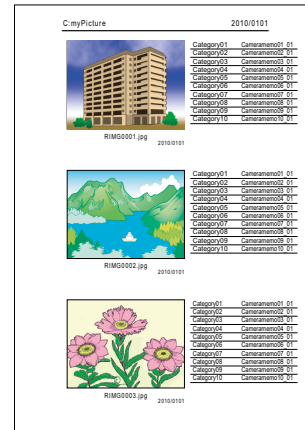 C:myPicture 2010/0101
Category01 Cameramemo01_01
Category02 Cameramemo02_01
Category03 Cameramemo03_01
Category04 Cameramemo04_01
Category05 Cameramemo05_01
Category06 Cameramemo06_01
Category07 Cameramemo07_01
Category08 Cameramemo08_01
Category09 Cameramemo09_01
Category10 Cameramemo10_01
RIMG0001.jpg
2010/0101
Category01 Cameramemo01_01
Category02 Cameramemo02_01
Category03 Cameramemo03_01
Category04 Cameramemo04_01
Category05 Cameramemo05_01
Category06 Cameramemo06_01
Category07 Cameramemo07_01
Category08 Cameramemo08_01
Category09 Cameramemo09_01
Category10 Cameramemo10_01
RIMG0002.jpg
2010/0101
Category01 Cameramemo01_01
Category02 Cameramemo02_01
Category03 Cameramemo03_01
Category04 Cameramemo04_01
Category05 Cameramemo05_01
Category06 Cameramemo06_01
Category07 Cameramemo07_01
Category08 Cameramemo08_01
Category09 Cameramemo09_01
Category10 Cameramemo10_01
RIMG0003.jpg
2010/0101